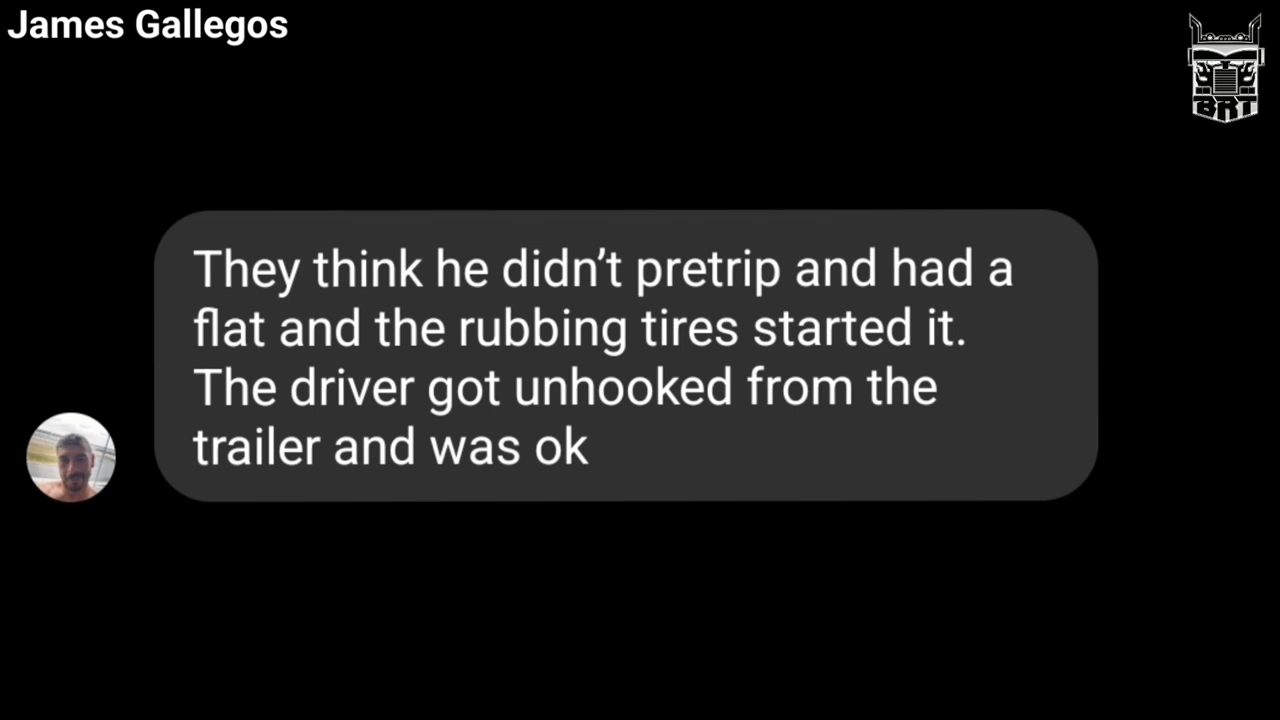 James Gallegos
BRT
They think he didn’t pretrip and had a
flat and the rubbing tires started it.
The driver got unhooked from the
trailer and was ok